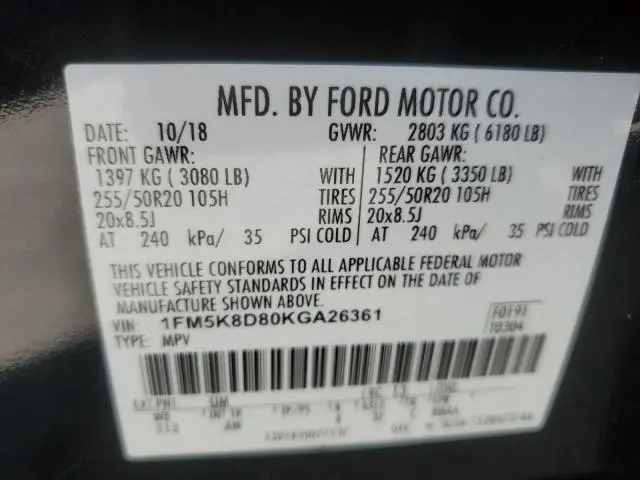 MFD. BY FORD MOTOR CO.
DATE: 10/18 GVWR: 2803 KG ( 6180 LB)
FRONT GAWR: REAR GAWR:
1397 KG ( 3080 LB) WITH 1520 KG ( 3350 LB) WITH
255/50R20 105H TIRES 255/50R20 105H TIRES
20x8.5J RIMS 20x8.5J RIMS
AT 240 kPa/ 35 PSI COLD AT 240 kPa/ 35 PSI COLD
THIS VEHICLE CONFORMS TO ALL APPLICABLE FEDERAL MOTOR
VEHICLE SAFETY STANDARDS IN EFFECT ON THE DATE OF
MANUFACTURE SHOWN ABOVE.
VIN: 1FM5K8D80KGA26361 F0191
TYPE: MPV T0304
EXT PNT